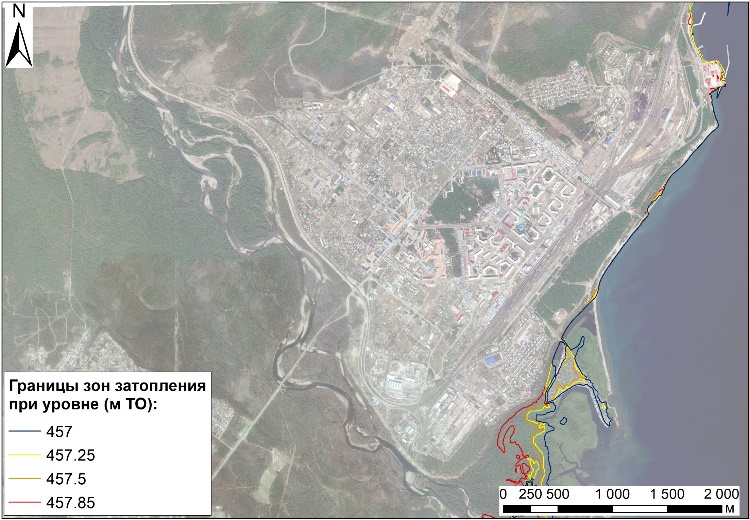 N
Границы зон затопления
при уровне (м ТО):
457
457.25
457.5
457.85
0 250 500 1 000 1 500 2 000
М